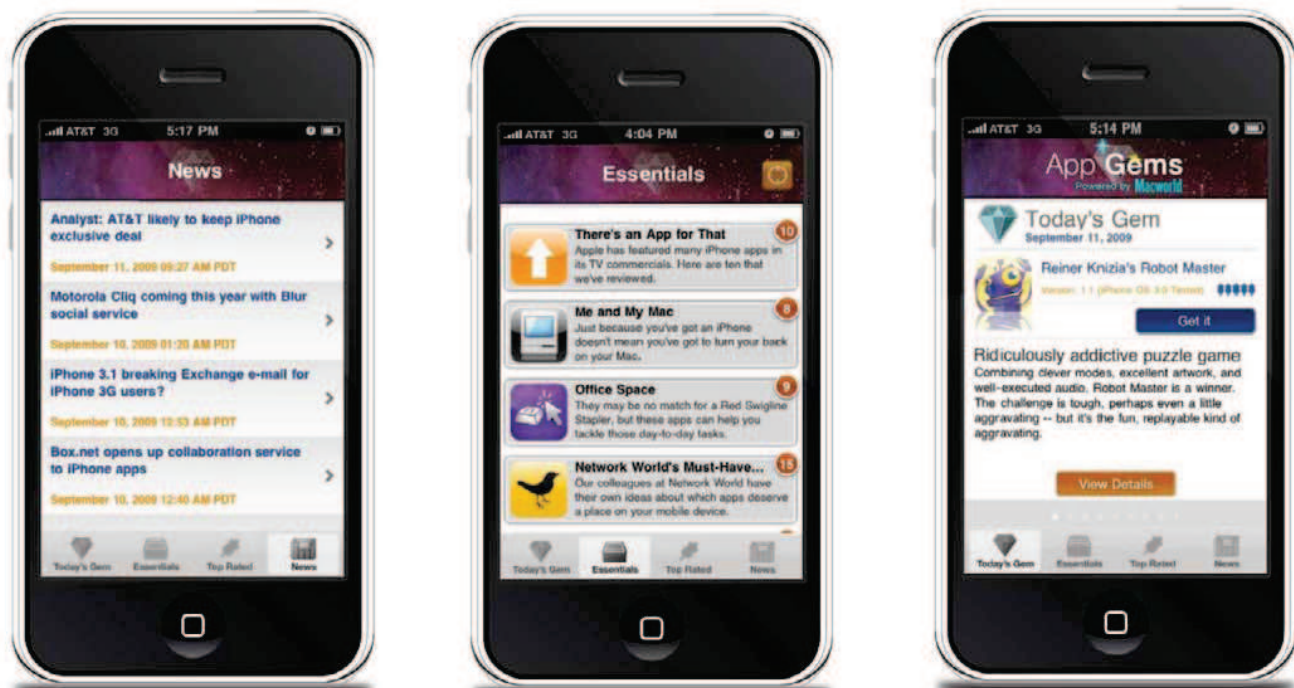 AT&T 3G 5:17 PM
News
Analyst: AT&T likely to keep iPhone
exclusive deal
September 11, 2009 09:27 AM PDT
Motorola Cliq coming this year with Blur
social service
September 10, 2009 01:20 AM PDT
iPhone 3.1 breaking Exchange e-mail for
iPhone 3G users?
September 10, 2009 12:53 AM PDT
Box.net opens up collaboration service
to iPhone apps
September 10, 2009 12:40 AM PDT
Today's Gem Essentials Top Rated News
AT&T 3G 4:04 PM
Essentials
There's an App for That 10
Apple has featured many iPhone apps in
its TV commercials. Here are ten that
we've reviewed.
Me and My Mac 8
Just because you've got an iPhone
doesn't mean you've got to turn your back
on your Mac.
Office Space 9
They may be no match for a Red Swigline
Stapler, but these apps can help you
tackle those day-to-day tasks.
Network World's Must-Have... 15
Our colleagues at Network World have
their own ideas about which apps deserve
a place on your mobile device.
Today's Gem Essentials Top Rated News
AT&T 3G 5:14 PM
App Gems
Powered by Macworld
Today's Gem
September 11, 2009
Reiner Knizia's Robot Master
Version: 1.1 (iPhone OS 3.0 Tested)
Get it
Ridiculously addictive puzzle game
Combining clever modes, excellent artwork, and
well-executed audio. Robot Master is a winner.
The challenge is tough, perhaps even a little
aggravating -- but it's the fun, replayable kind of
aggravating.
View Details
Today's Gem Essentials Top Rated News